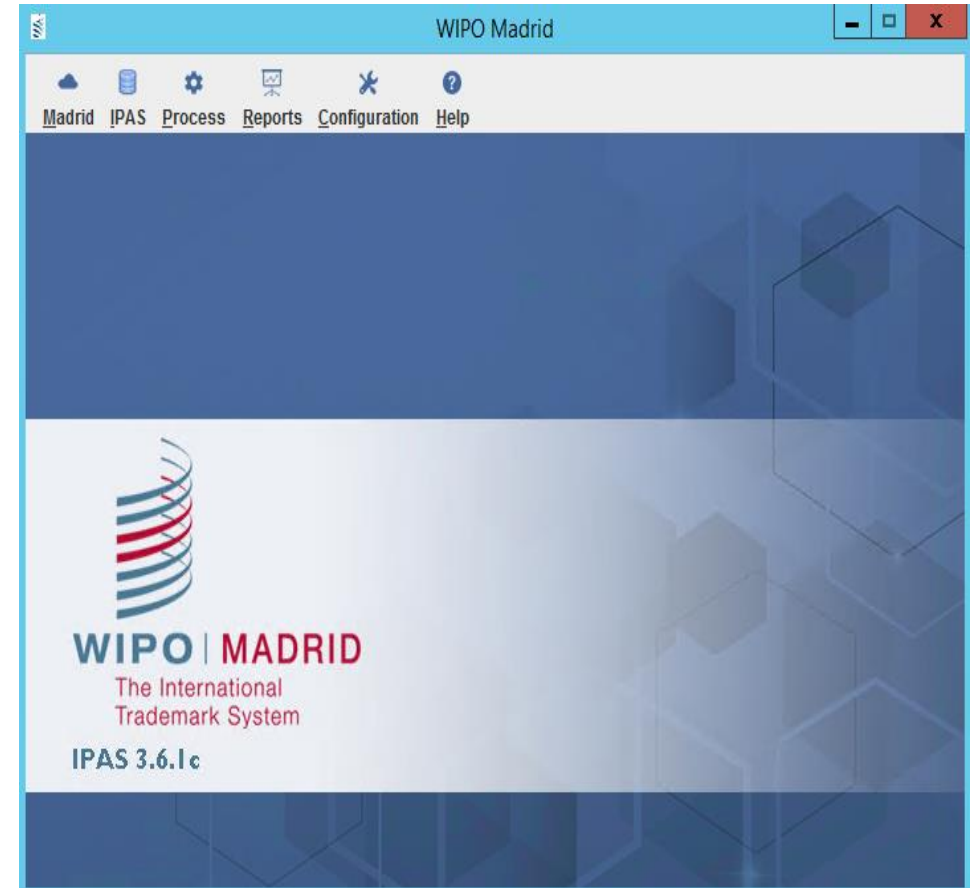 WIPO Madrid
Madrid IPAS Process Reports Configuration Help
WIPO | MADRID
The International
Trademark System
IPAS 3.6.1c